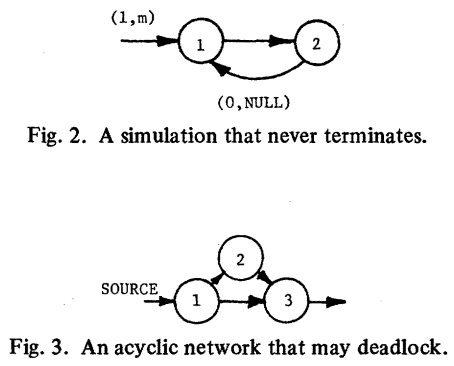 (1,m)
1
2
(0,NULL)
Fig. 2. A simulation that never terminates.
2
SOURCE
1
3
Fig. 3. An acyclic network that may deadlock.